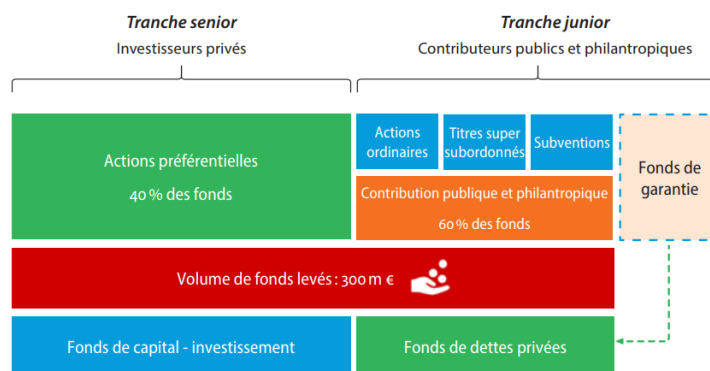 Tranche senior
Investisseurs privés
Tranche junior
Contributeurs publics et philantropiques
Actions préférentielles
40 % des fonds
Actions
ordinaires
Titres super
subordonnés
Subventions
Contribution publique et philantropique
60 % des fonds
Fonds de
garantie
Volume de fonds levés : 300 m €
Fonds de capital - investissement
Fonds de dettes privées